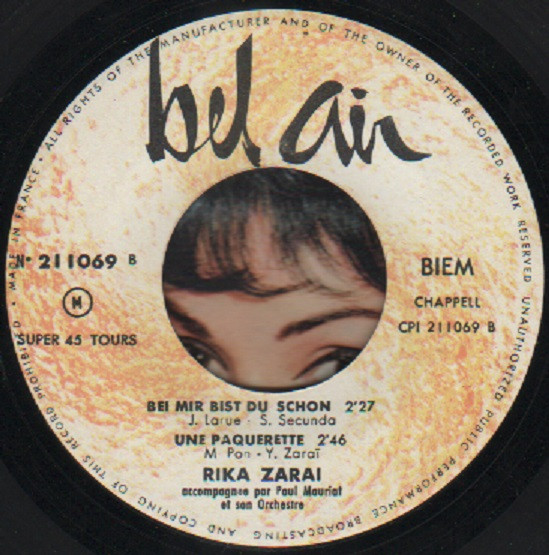 ALL RIGHTS OF THE MANUFACTURER AND OF THE OWNER OF THE RECORDED WORK RESERVED UNAUTHORIZED PUBLIC PERFORMANCE BROADCASTING AND COPYING OF THIS RECORD PROHIBITED • MADE IN FRANCE •
bel air
N° 211069 B
BIEM
N
CHAPPELL
SUPER 45 TOURS
CPI 211069 B
BEI MIR BIST DU SCHON 2'27
J. Larue - S. Secunda
UNE PAQUERETTE 2'46
M. Pon - Y. Zaraï
RIKA ZARAI
accompagnée par Paul Mauriat
et son Orchestre